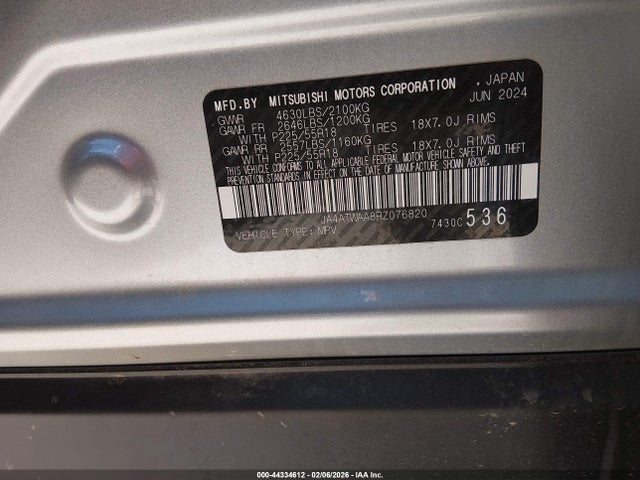 MFD.BY MITSUBISHI MOTORS CORPORATION , JAPAN
JUN 2024
GVWR 4630LBS/2100KG
GAWR FR 2646LBS/1200KG
WITH P225/55R18 TIRES 18X7.0J RIMS
GAWR RR 2557LBS/1160KG
WITH P225/55R18 TIRES 18X7.0J RIMS
THIS VEHICLE CONFORMS TO ALL APPLICABLE FEDERAL MOTOR VEHICLE SAFETY AND THEFT
PREVENTION STANDARDS IN EFFECT ON THE DATE OF MANUFACTURE SHOWN ABOVE.
JA4ATWAA8RZ076820
7430C 536
VEHICLE TYPE: MPV
000-44334612 - 02/06/2026 - IAA Inc.